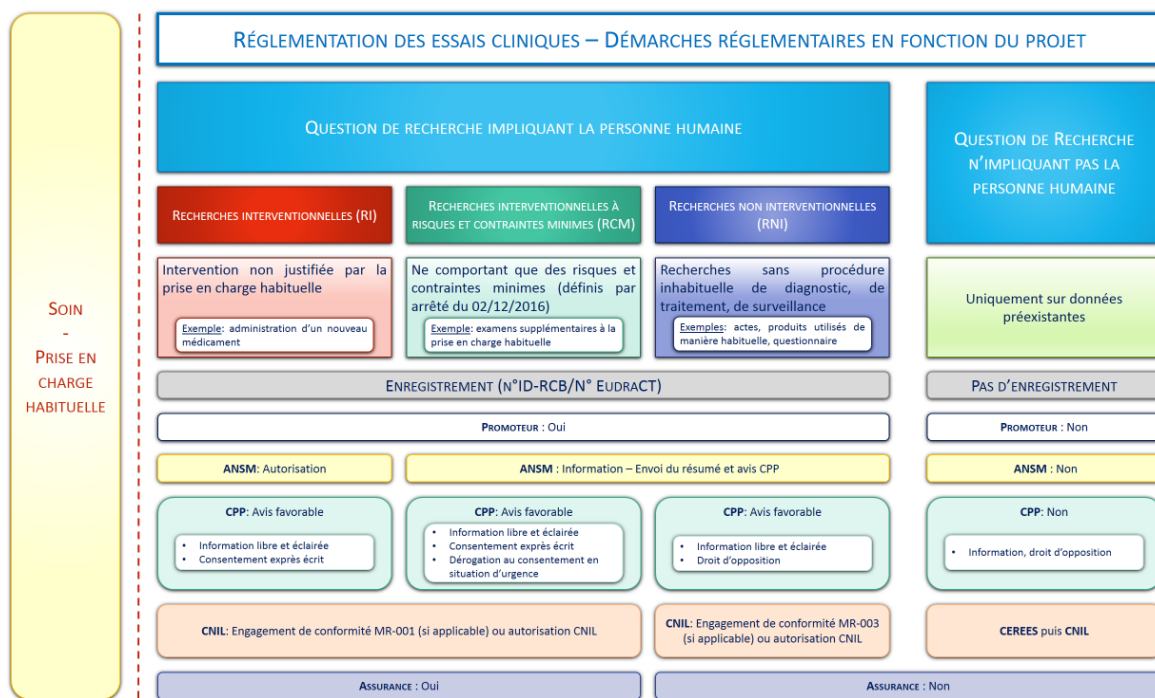 RÉGLEMENTATION DES ESSAIS CLINIQUES – DÉMARCHES RÉGLEMENTAIRES EN FONCTION DU PROJET
SOIN
-
PRISE EN
CHARGE
HABITUELLE
QUESTION DE RECHERCHE IMPLIQUANT LA PERSONNE HUMAINE
QUESTION DE RECHERCHE
N'IMPLIQUANT PAS LA
PERSONNE HUMAINE
RECHERCHES INTERVENTIONNELLES (RI)
RECHERCHES INTERVENTIONNELLES À
RISQUES ET CONTRAINTES MINIMES (RCM)
RECHERCHES NON INTERVENTIONNELLES
(RNI)
Intervention non justifiée par la
prise en charge habituelle
Exemple: administration d'un nouveau
médicament
Ne comportant que des risques et
contraintes minimes (définis par
arrêté du 02/12/2016)
Exemple: examens supplémentaires à la
prise en charge habituelle
Recherches sans procédure
inhabituelle de diagnostic, de
traitement, de surveillance
Exemples: actes, produits utilisés de
manière habituelle, questionnaire
Uniquement sur données
préexistantes
ENREGISTREMENT (N°ID-RCB/N° EUDRACT)
PAS D'ENREGISTREMENT
PROMOTEUR : Oui
PROMOTEUR : Non
ANSM: Autorisation
ANSM : Information – Envoi du résumé et avis CPP
ANSM : Non
CPP: Avis favorable
• Information libre et éclairée
• Consentement exprès écrit
CPP: Avis favorable
• Information libre et éclairée
• Consentement exprès écrit
• Dérogation au consentement en
situation d'urgence
CPP: Avis favorable
• Information libre et éclairée
• Droit d'opposition
CPP: Non
• Information, droit d'opposition
CNIL: Engagement de conformité MR-001 (si applicable) ou autorisation CNIL
CNIL: Engagement de conformité MR-003
(si applicable) ou autorisation CNIL
CEREES puis CNIL
ASSURANCE : Oui
ASSURANCE : Non